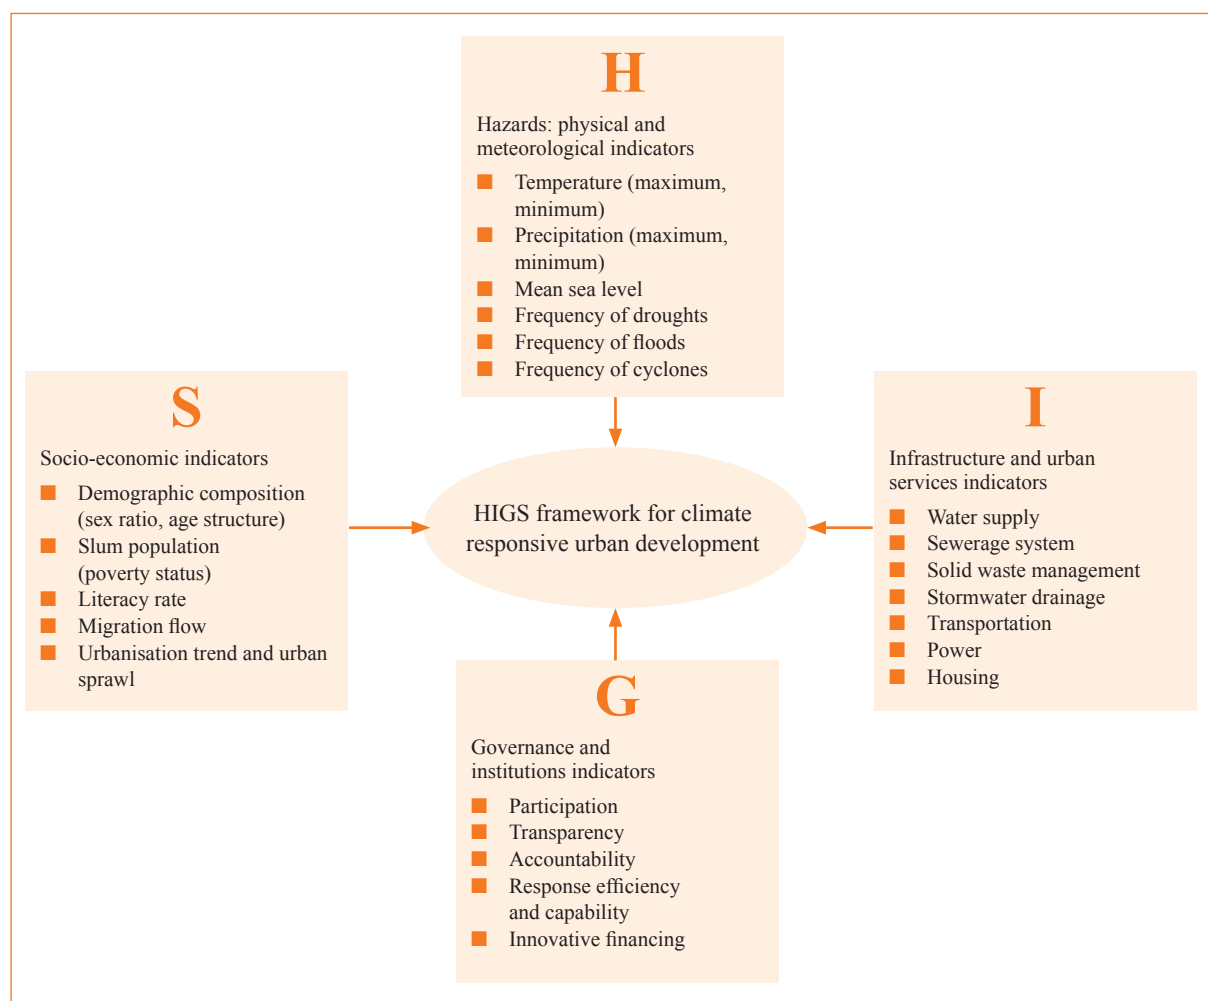 H
Hazards: physical and
meteorological indicators
Temperature (maximum,
minimum)
Precipitation (maximum,
minimum)
Mean sea level
Frequency of droughts
Frequency of floods
Frequency of cyclones
S
Socio-economic indicators
Demographic composition
(sex ratio, age structure)
Slum population
(poverty status)
Literacy rate
Migration flow
Urbanisation trend and urban
sprawl
HIGS framework for climate
responsive urban development
I
Infrastructure and urban
services indicators
Water supply
Sewerage system
Solid waste management
Stormwater drainage
Transportation
Power
Housing
G
Governance and
institutions indicators
Participation
Transparency
Accountability
Response efficiency
and capability
Innovative financing